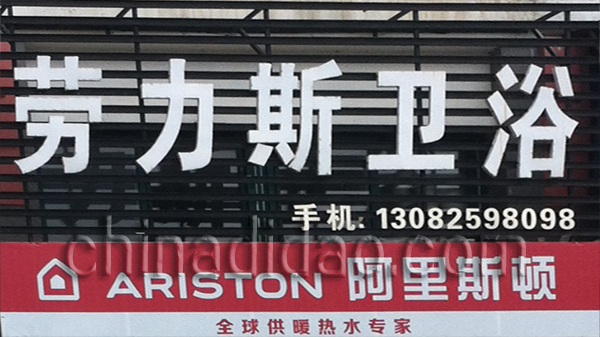 劳力斯卫浴
手机:13082598098
chinadidao.com
ARISTON 阿里斯顿
全球供暖热水专家